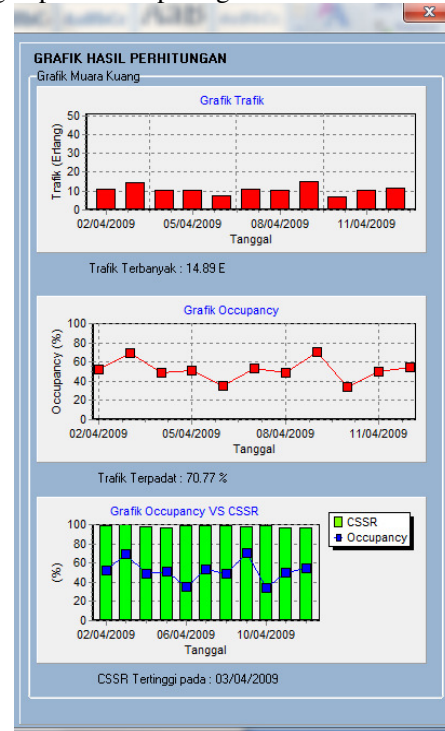 GRAFIK HASIL PERHITUNGAN
Grafik Muara Kuang
Grafik Trafik
Trafik (Erlang)
50
40
30
20
10
0
02/04/2009 05/04/2009 08/04/2009 11/04/2009
Tanggal
Trafik Terbanyak : 14.89 E
Grafik Occupancy
Occupancy (%)
100
80
60
40
20
0
02/04/2009 05/04/2009 08/04/2009 11/04/2009
Tanggal
Trafik Terpadat : 70.77 %
Grafik Occupancy VS CSSR
CSSR
Occupancy
(%)
100
80
60
40
20
0
02/04/2009 06/04/2009 10/04/2009
Tanggal
CSSR Tertinggi pada : 03/04/2009